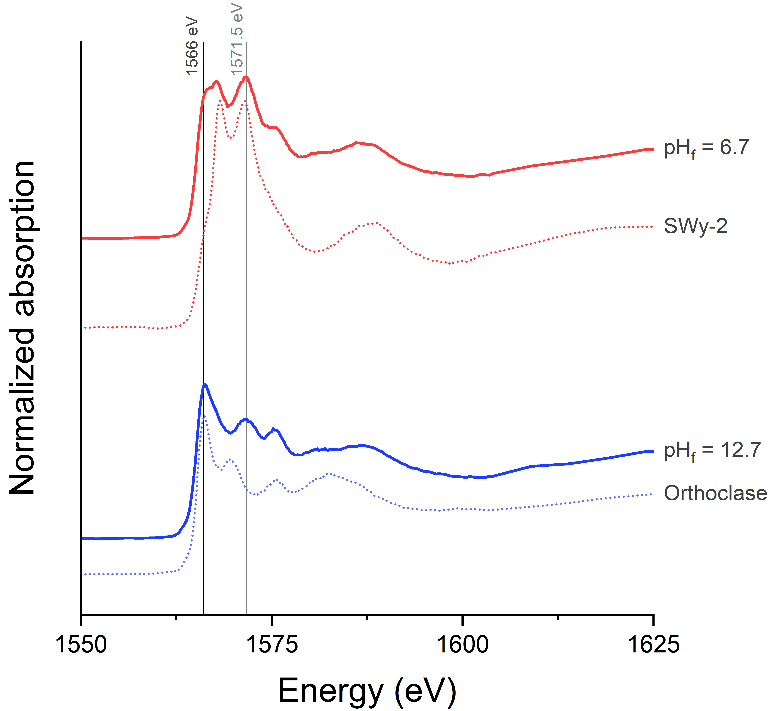 1566 eV
1571.5 eV
pHf = 6.7
SWy-2
pHf = 12.7
Orthoclase
Normalized absorption
1550
1575
1600
1625
Energy (eV)